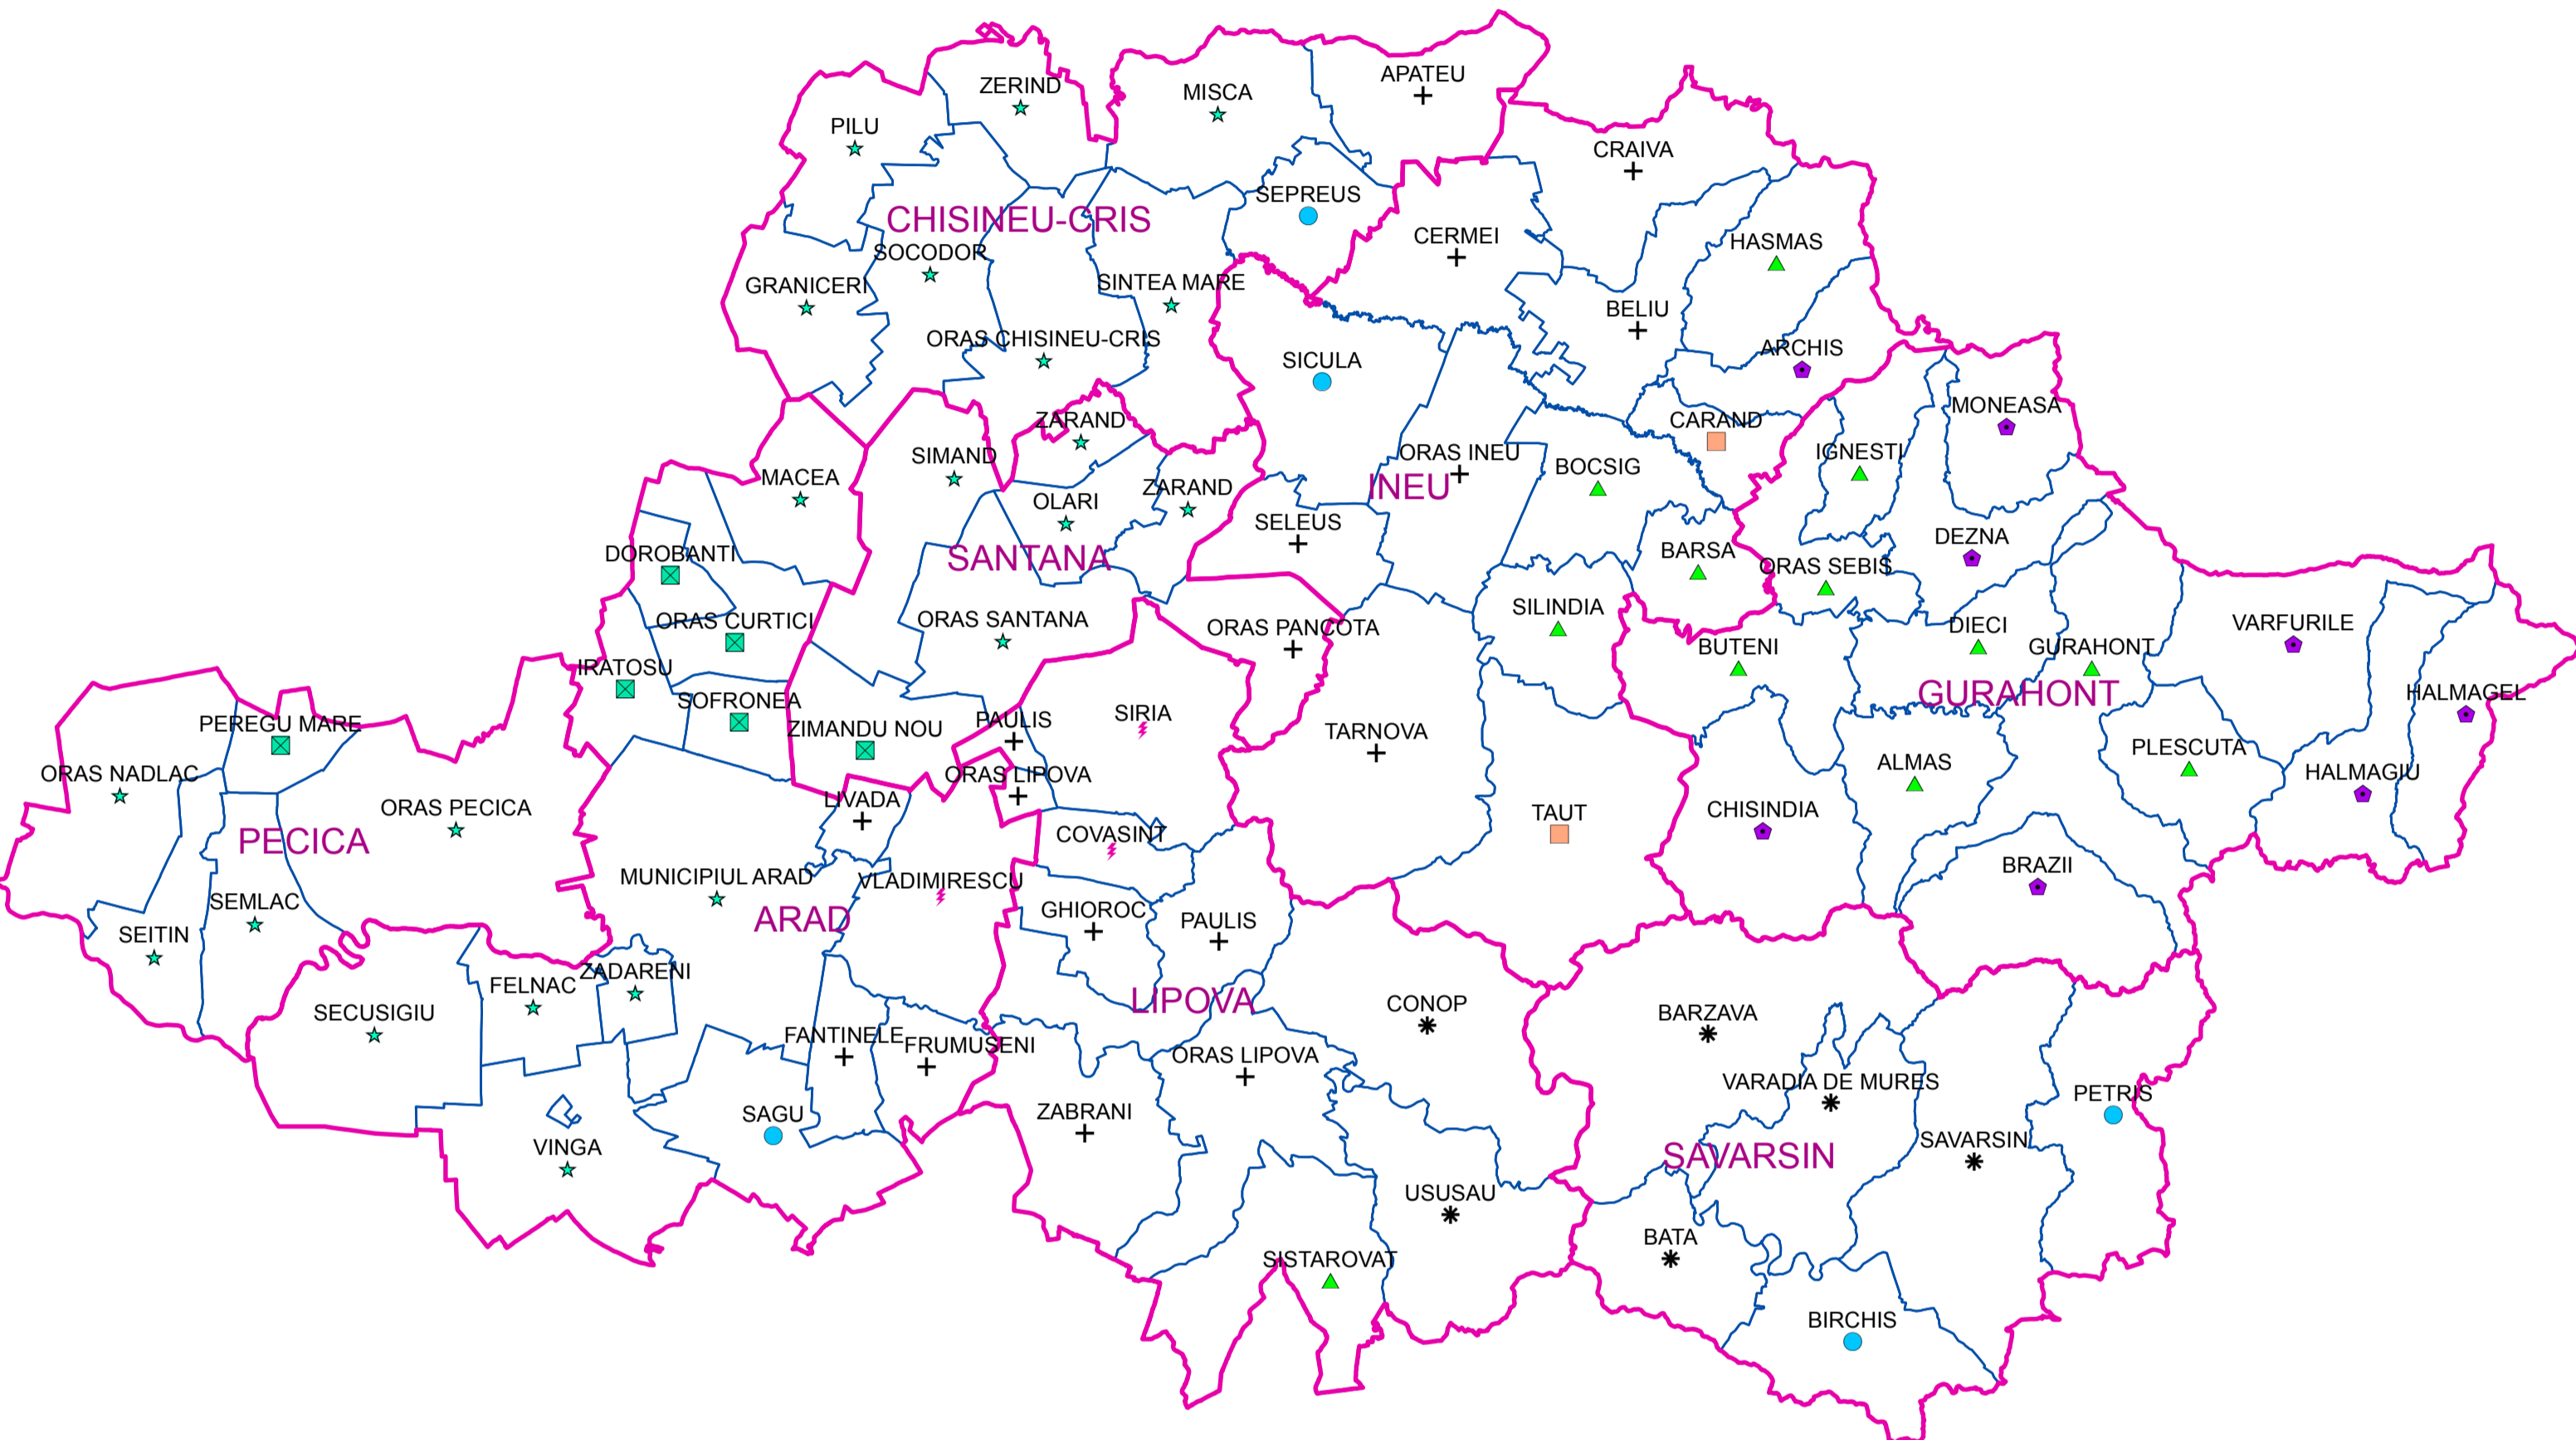 APATEU
ZERIND
MISCA
PILU
CRAIVA
SEPREUS
CHISINEU-CRIS
CERMEI
HASMAS
SOCODOR
GRANICERI
SINTEA MARE
BELIU
ORAS CHISINEU-CRIS
ARCHIS
SICULA
MONEASA
ZARAND
CARAND
SIMAND
ORAS INEU
IGNESTI
BOCSIG
MACEA
INEU
ZARAND
OLARI
SELEUS
DEZNA
DOROBANTI
SANTANA
BARSA
ORAS SEBIS
SILINDIA
ORAS CURTICI
ORAS SANTANA
ORAS PANCOTA
DIECI
VARFURILE
BUTENI
GURAHONT
IRATOSU
GURAHONT
HALMAGEL
SOFRONEA
SIRIA
PEREGU MARE
ZIMANDU NOU
PAULIS
TARNOVA
PLESCUTA
ORAS NADLAC
ORAS LIPOVA
ALMAS
HALMAGIU
ORAS PECICA
LIVADA
TAUT
CHISINDIA
PECICA
COVASINT
BRAZII
MUNICIPIUL ARAD
VLADIMIRESCU
SEMLAC
ARAD
GHIOROC
PAULIS
SEITIN
ZADARENI
FELNAC
LIPOVA
CONOP
SECUSIGIU
BARZAVA
FANTINELE
FRUMUSENI
ORAS LIPOVA
VARADIA DE MURES
PETRIS
SAGU
ZABRANI
SAVARSIN
SAVARSIN
VINGA
USUSAU
BATA
SISTAROVAT
BIRCHIS